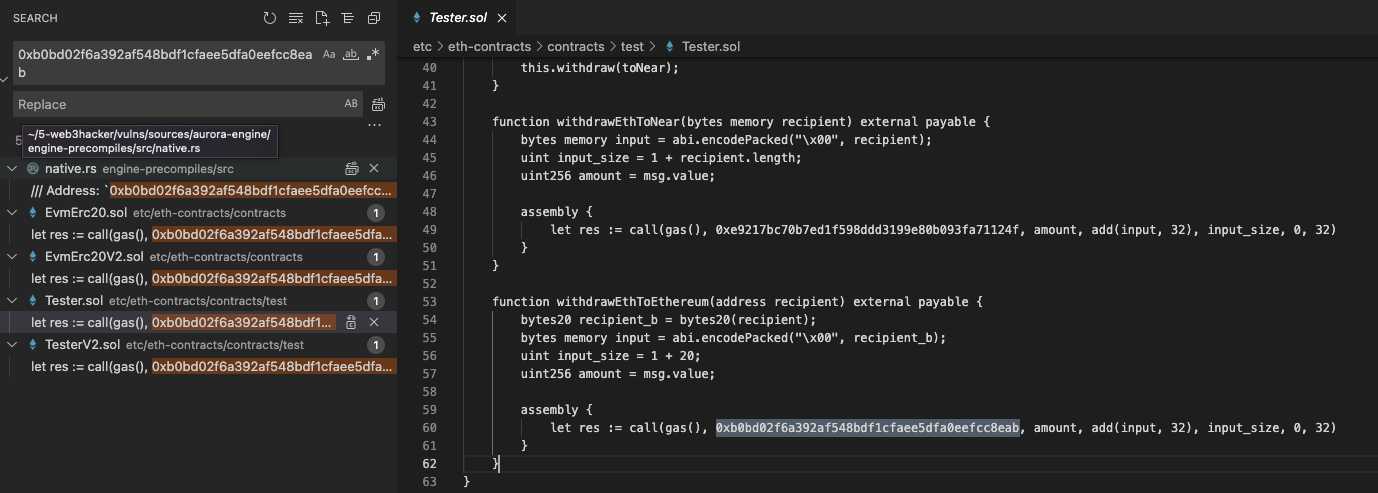 SEARCH
0xb0bd02f6a392af548bdf1cfaee5dfa0eefcc8ea
b
Aa ab .*
Replace
AB
~/5-web3hacker/vulns/sources/aurora-engine/
engine-precompiles/src/native.rs
5
...
native.rs engine-precompiles/src
/// Address: `0xb0bd02f6a392af548bdf1cfaee5dfa0eefcc...
EvmErc20.sol etc/eth-contracts/contracts 1
let res := call(gas(), 0xb0bd02f6a392af548bdf1cfaee5dfa...
EvmErc20V2.sol etc/eth-contracts/contracts 1
let res := call(gas(), 0xb0bd02f6a392af548bdf1cfaee5dfa...
Tester.sol etc/eth-contracts/contracts/test 1
let res := call(gas(), 0xb0bd02f6a392af548bdf1...
TesterV2.sol etc/eth-contracts/contracts/test 1
let res := call(gas(), 0xb0bd02f6a392af548bdf1cfaee5dfa...
Tester.sol
etc > eth-contracts > contracts > test > Tester.sol
40 this.withdraw(toNear);
41 }
42
43 function withdrawEthToNear(bytes memory recipient) external payable {
44 bytes memory input = abi.encodePacked("\x00", recipient);
45 uint input_size = 1 + recipient.length;
46 uint256 amount = msg.value;
47
48 assembly {
49 let res := call(gas(), 0xe9217bc70b7ed1f598ddd3199e80b093fa71124f, amount, add(input, 32), input_size, 0, 32)
50 }
51 }
52
53 function withdrawEthToEthereum(address recipient) external payable {
54 bytes20 recipient_b = bytes20(recipient);
55 bytes memory input = abi.encodePacked("\x00", recipient_b);
56 uint input_size = 1 + 20;
57 uint256 amount = msg.value;
58
59 assembly {
60 let res := call(gas(), 0xb0bd02f6a392af548bdf1cfaee5dfa0eefcc8eab, amount, add(input, 32), input_size, 0, 32)
61 }
62 }
63 }